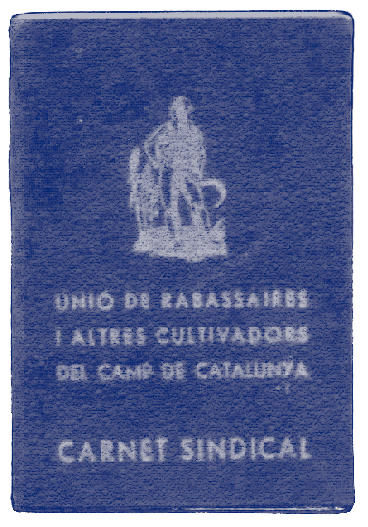 UNIÓ DE RABASSAIRES
I ALTRES CULTIVADORS
DEL CAMP DE CATALUNYA
CARNET SINDICAL